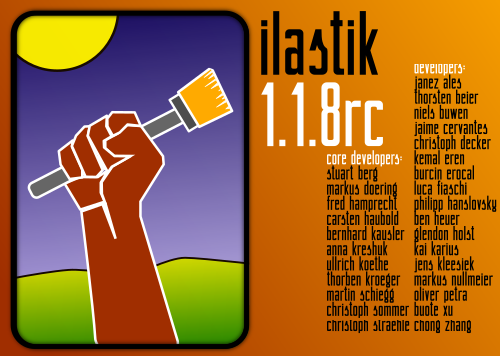 ilastik
1.1.8rc
core developers:
stuart berg
markus doering
fred hamprecht
carsten haubold
bernhard kausler
anna kreshuk
ullrich koethe
thorben kroeger
martin schiegg
christoph sommer
christoph straehle
developers:
janez ales
thorsten beier
niels buwen
jaime cervantes
christoph decker
kemal eren
burcin erocal
luca fiaschi
philipp hanslovsky
ben heuer
glendon holst
kai karius
jens kleesiek
markus nullmeier
oliver petra
buote xu
chong zhang